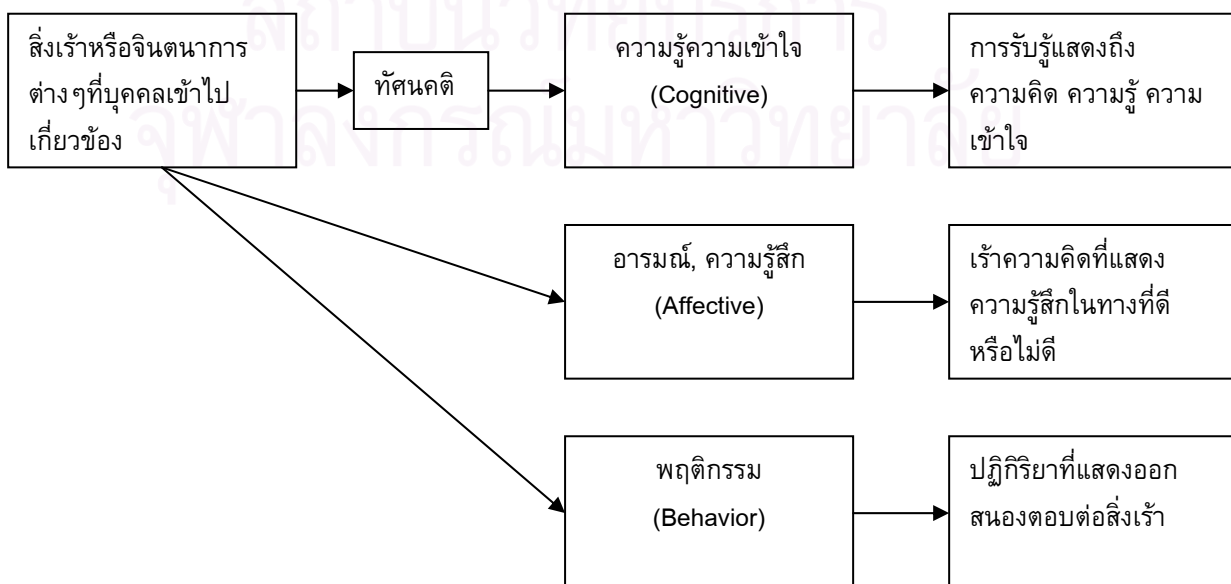 สถาบันวิทยบริการ
จุฬาลงกรณ์มหาวิทยาลัย
สิ่งเร้าหรือจินตนาการ
ต่างๆที่บุคคลเข้าไป
เกี่ยวข้อง
ทัศนคติ
ความรู้ความเข้าใจ
(Cognitive)
การรับรู้แสดงถึง
ความคิด ความรู้ ความ
เข้าใจ
อารมณ์, ความรู้สึก
(Affective)
เร้าความคิดที่แสดง
ความรู้สึกในทางที่ดี
หรือไม่ดี
พฤติกรรม
(Behavior)
ปฏิกิริยาที่แสดงออก
สนองตอบต่อสิ่งเร้า